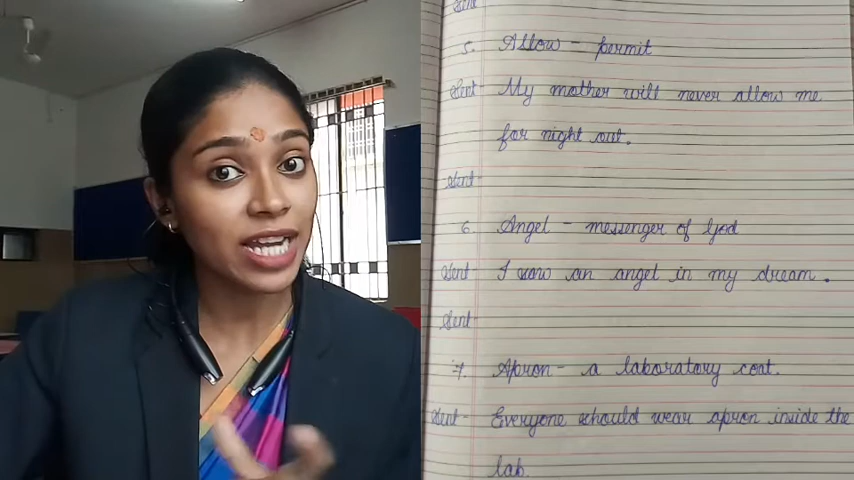 Sent
5. Allow - permit
Sent - My mother will never allow me
for night out.
Sent -
6. Angel - messenger of God
Sent - I saw an angel in my dream.
Sent -
7. Apron - a laboratary coat.
Sent - Everyone should wear apron inside the
lab.